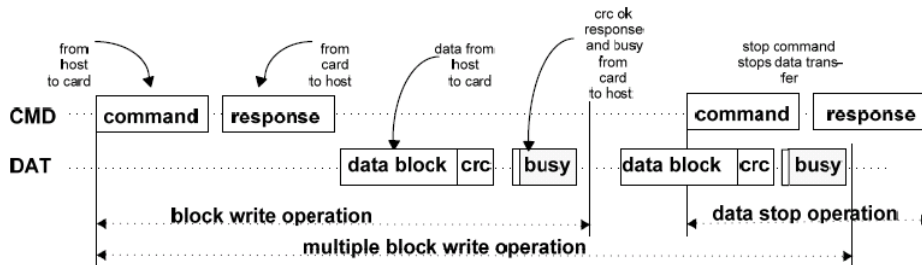 from
host
to card
from
card
to host
data from
host
to card
crc ok
response
and busy
from
card
to host
stop command
stops data trans-
fer
CMD
command
response
command
response
DAT
data block
crc
busy
data block
crc
busy
block write operation
data stop operation
multiple block write operation